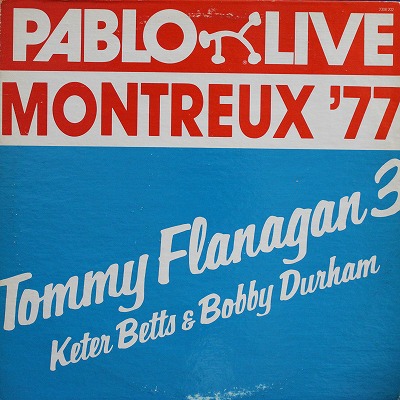 PABLO LIVE
MONTREUX '77
Tommy Flanagan 3
Keter Betts & Bobby Durham